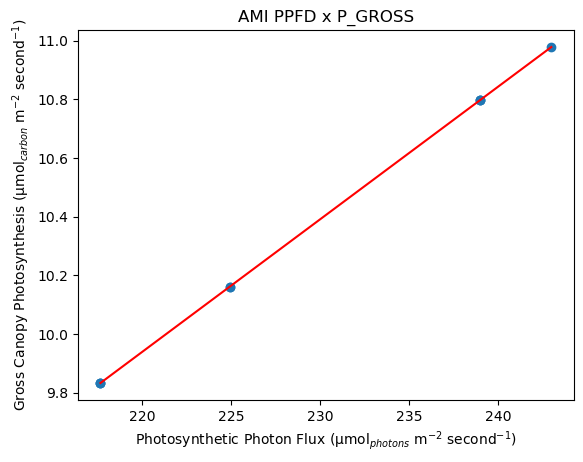 AMI PPFD x P_GROSS
Gross Canopy Photosynthesis (μmol_carbon m⁻² second⁻¹)
11.0
10.8
10.6
10.4
10.2
10.0
9.8
220 225 230 235 240
Photosynthetic Photon Flux (μmol_photons m⁻² second⁻¹)